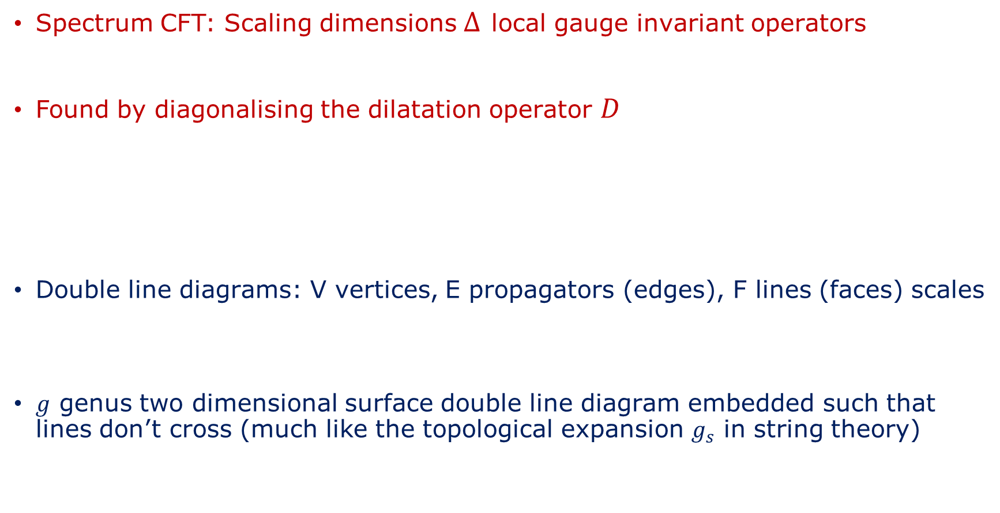 • Spectrum CFT: Scaling dimensions Δ local gauge invariant operators
• Found by diagonalising the dilatation operator D
• Double line diagrams: V vertices, E propagators (edges), F lines (faces) scales
• g genus two dimensional surface double line diagram embedded such that
lines don’t cross (much like the topological expansion gₛ in string theory)